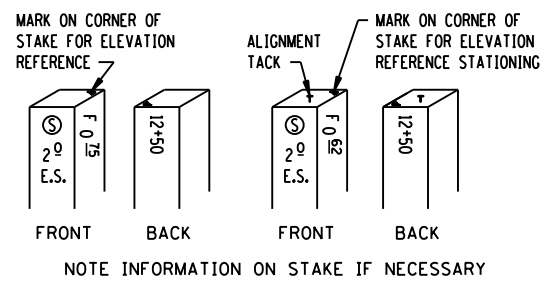 MARK ON CORNER OF
STAKE FOR ELEVATION
REFERENCE
ALIGNMENT
TACK
MARK ON CORNER OF
STAKE FOR ELEVATION
REFERENCE STATIONING
S
2º
E.S.
F 0 75
12+50
S
2º
E.S.
F 0 62
12+50
FRONT
BACK
FRONT
BACK
NOTE INFORMATION ON STAKE IF NECESSARY